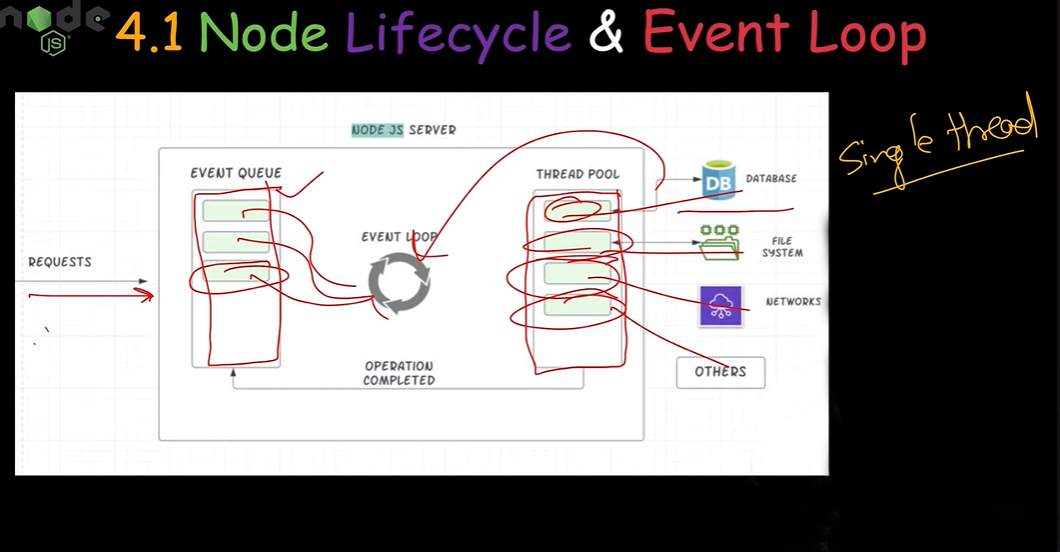 node
JS
4.1 Node Lifecycle & Event Loop
NODE JS SERVER
EVENT QUEUE
THREAD POOL
DB
DATABASE
Single thread
EVENT LOOP
FILE
SYSTEM
REQUESTS
NETWORKS
OPERATION
COMPLETED
OTHERS